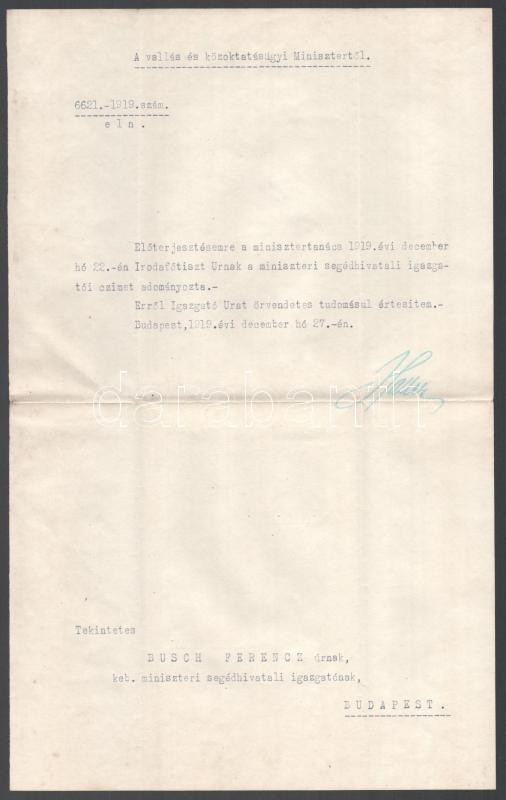 A vallás és közoktatásügyi Minisztertől.
6621.-1919.szám.
eln.
Előterjesztésemre a minisztertanács 1919.évi december
hó 22.-én Irodafőtiszt Urnak a miniszteri segédhivatali igazga-
tói czimet adományozta.-
Erről Igazgató Urat örvendetes tudomásul értesitem.-
Budapest,1919.évi december hó 27.-én.
darabanth
Tekintetes
BUSCH FERENCZ úrnak,
keb. miniszteri segédhivatali igazgatónak,
BUDAPEST.